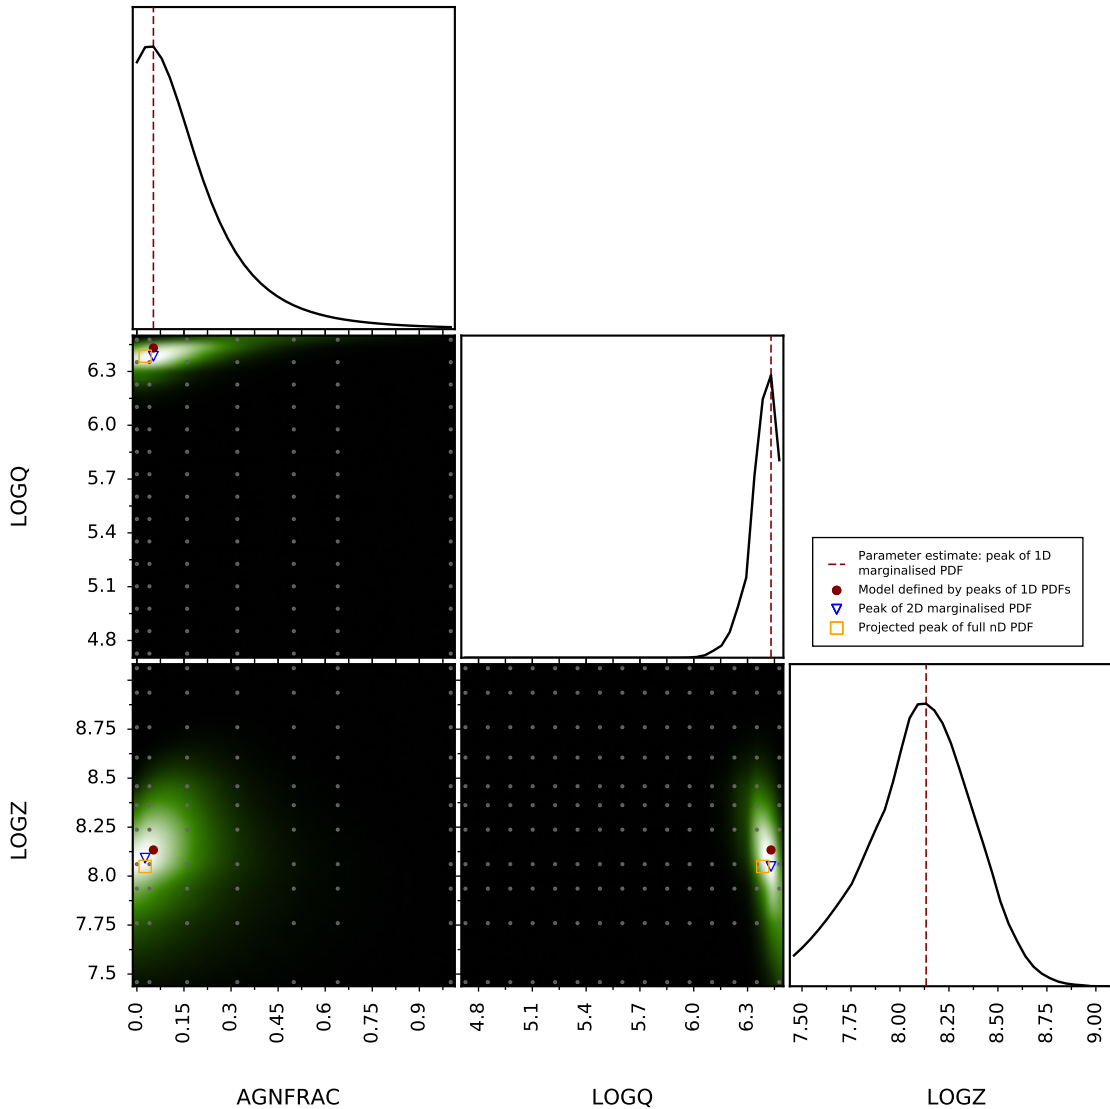 LOGQ
6.3
6.0
5.7
5.4
5.1
4.8
Parameter estimate: peak of 1D
marginalised PDF
Model defined by peaks of 1D PDFs
Peak of 2D marginalised PDF
Projected peak of full nD PDF
LOGZ
8.75
8.5
8.25
8.0
7.75
7.5
0.0 0.15 0.3 0.45 0.6 0.75 0.9
4.8 5.1 5.4 5.7 6.0 6.3
7.50 7.75 8.00 8.25 8.50 8.75 9.00
AGNFRAC LOGQ LOGZ